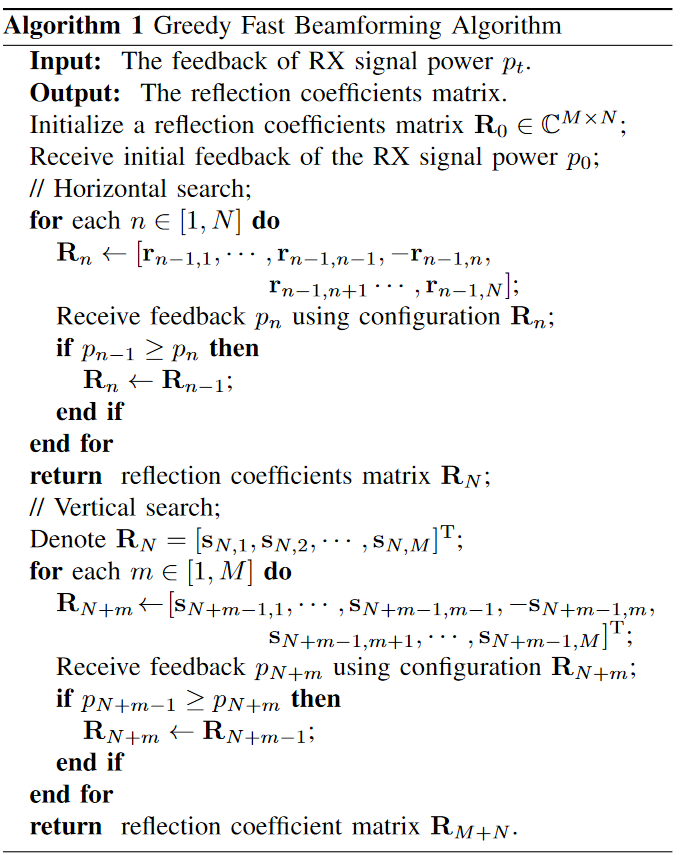 Algorithm 1 Greedy Fast Beamforming Algorithm
Input: The feedback of RX signal power $p_t$.
Output: The reflection coefficients matrix.
Initialize a reflection coefficients matrix $\mathbf{R}_0 \in \mathbb{C}^{M \times N}$;
Receive initial feedback of the RX signal power $p_0$;
// Horizontal search;
for each $n \in [1, N]$ do
$\mathbf{R}_n \leftarrow [\mathbf{r}_{n-1,1}, \cdots, \mathbf{r}_{n-1,n-1}, -\mathbf{r}_{n-1,n},$
$\mathbf{r}_{n-1,n+1} \cdots, \mathbf{r}_{n-1,N}]$;
Receive feedback $p_n$ using configuration $\mathbf{R}_n$;
if $p_{n-1} \geq p_n$ then
$\mathbf{R}_n \leftarrow \mathbf{R}_{n-1}$;
end if
end for
return reflection coefficients matrix $\mathbf{R}_N$;
// Vertical search;
Denote $\mathbf{R}_N = [\mathbf{s}_{N,1}, \mathbf{s}_{N,2}, \cdots, \mathbf{s}_{N,M}]^{\mathrm{T}}$;
for each $m \in [1, M]$ do
$\mathbf{R}_{N+m} \leftarrow [\mathbf{s}_{N+m-1,1}, \cdots, \mathbf{s}_{N+m-1,m-1}, -\mathbf{s}_{N+m-1,m},$
$\mathbf{s}_{N+m-1,m+1}, \cdots, \mathbf{s}_{N+m-1,M}]^{\mathrm{T}}$;
Receive feedback $p_{N+m}$ using configuration $\mathbf{R}_{N+m}$;
if $p_{N+m-1} \geq p_{N+m}$ then
$\mathbf{R}_{N+m} \leftarrow \mathbf{R}_{N+m-1}$;
end if
end for
return reflection coefficient matrix $\mathbf{R}_{M+N}$.